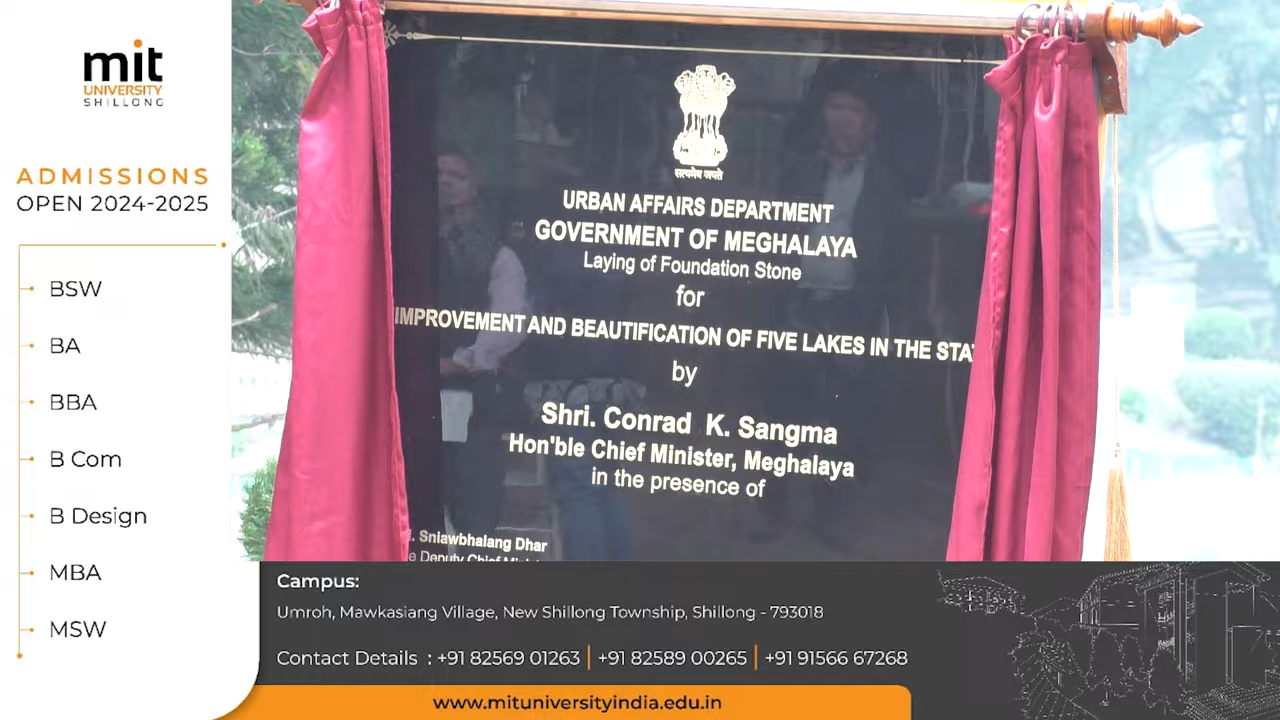 mit
UNIVERSITY
SHILLONG
ADMISSIONS
OPEN 2024-2025
BSW
BA
BBA
B Com
B Design
MBA
MSW
सत्यमेव जयते
URBAN AFFAIRS DEPARTMENT
GOVERNMENT OF MEGHALAYA
Laying of Foundation Stone
for
IMPROVEMENT AND BEAUTIFICATION OF FIVE LAKES IN THE STA
by
Shri. Conrad K. Sangma
Hon'ble Chief Minister, Meghalaya
in the presence of
Sniawbhalang Dhar
Deputy Chief
Campus:
Umroh, Mawkasiang Village, New Shillong Township, Shillong - 793018
Contact Details : +91 82569 01263 | +91 82589 00265 | +91 91566 67268
www.mituniversityindia.edu.in